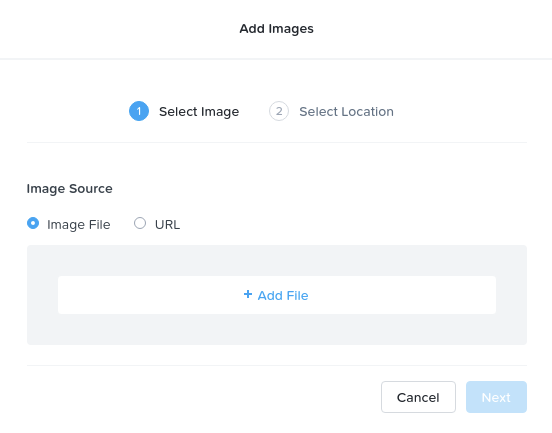 Add Images
1 Select Image 2 Select Location
Image Source
Image File URL
+ Add File
Cancel Next